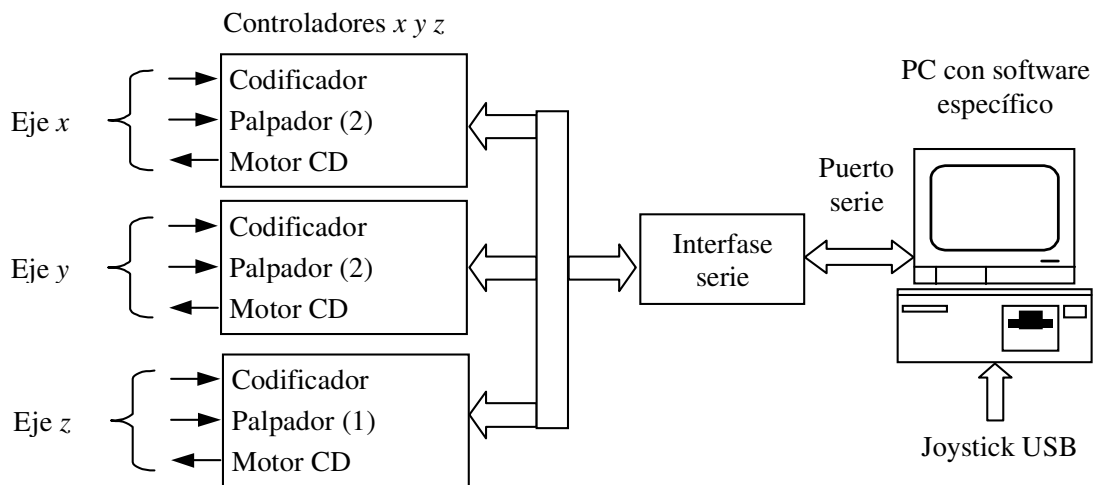 Controladores x y z
Eje x
Codificador
Palpador (2)
Motor CD
Eje y
Codificador
Palpador (2)
Motor CD
Eje z
Codificador
Palpador (1)
Motor CD
Interfase
serie
Puerto
serie
PC con software
específico
Joystick USB